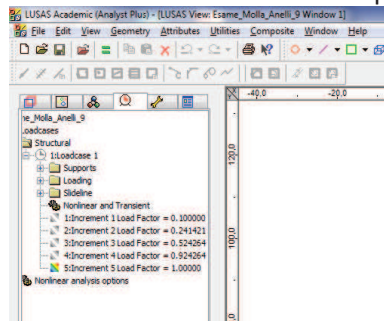 LUSAS Academic (Analyst Plus) - [LUSAS View: Esame_Molla_Anelli_9 Window 1]
File Edit View Geometry Attributes Utilities Composite Window Help
-40,0 -20,0
ne_Molla_Anelli_9
.oadcases
Structural
1:Loadcase 1
Supports
Loading
Slideline
Nonlinear and Transient
1:Increment 1 Load Factor = 0.100000
2:Increment 2 Load Factor = 0.241421
3:Increment 3 Load Factor = 0.524264
4:Increment 4 Load Factor = 0.924264
5:Increment 5 Load Factor = 1.00000
Nonlinear analysis options
120,0
100,0